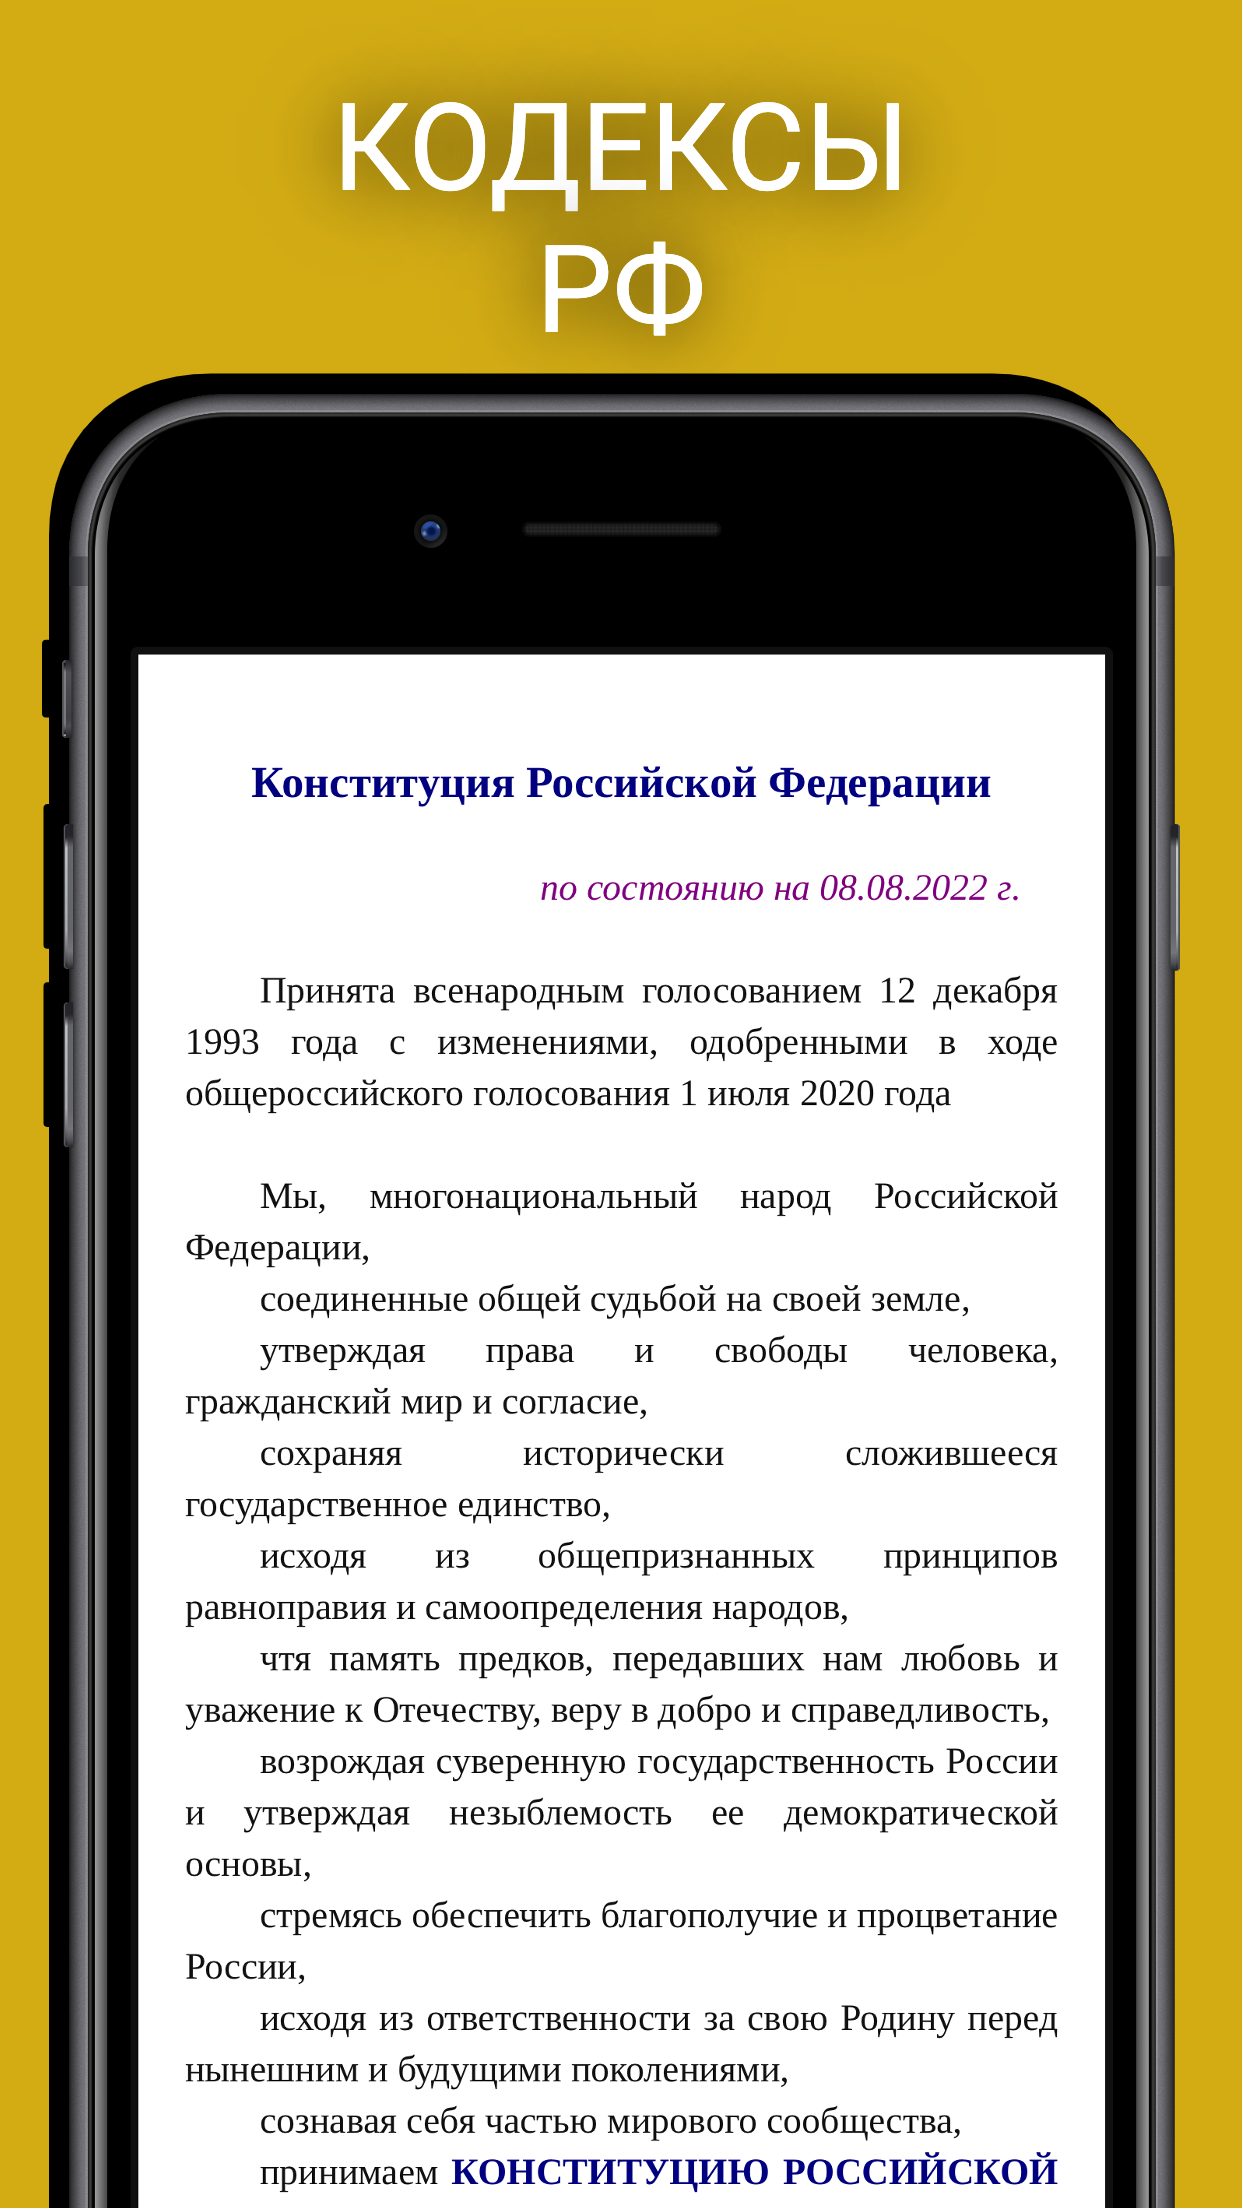 КОДЕКСЫ
РФ
Конституция Российской Федерации
по состоянию на 08.08.2022 г.
Принята всенародным голосованием 12 декабря
1993 года с изменениями, одобренными в ходе
общероссийского голосования 1 июля 2020 года
Мы, многонациональный народ Российской
Федерации,
соединенные общей судьбой на своей земле,
утверждая права и свободы человека,
гражданский мир и согласие,
сохраняя исторически сложившееся
государственное единство,
исходя из общепризнанных принципов
равноправия и самоопределения народов,
чтя память предков, передавших нам любовь и
уважение к Отечеству, веру в добро и справедливость,
возрождая суверенную государственность России
и утверждая незыблемость ее демократической
основы,
стремясь обеспечить благополучие и процветание
России,
исходя из ответственности за свою Родину перед
нынешним и будущими поколениями,
сознавая себя частью мирового сообщества,
принимаем КОНСТИТУЦИЮ РОССИЙСКОЙ